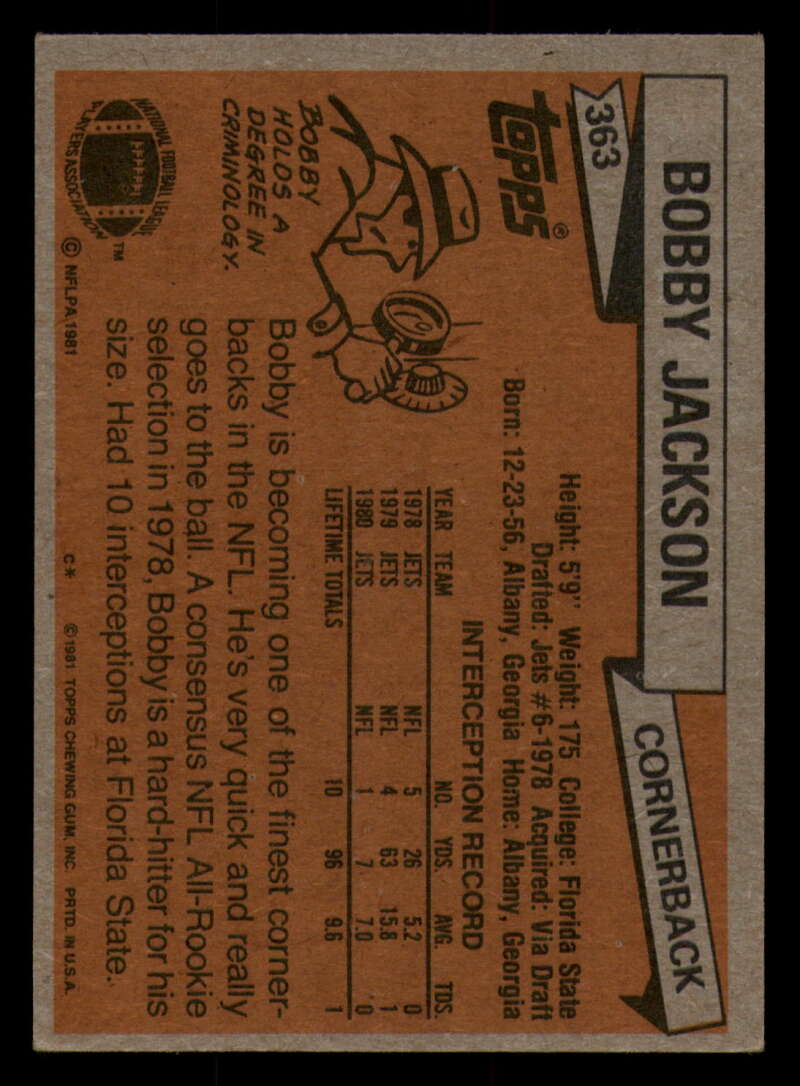 363
BOBBY JACKSON
CORNERBACK
TOPPS®
Height: 5'9" Weight: 175 College: Florida State
Drafted: Jets #6-1978 Acquired: Via Draft
Born: 12-23-56, Albany, Georgia Home: Albany, Georgia
BOBBY
HOLDS A
DEGREE IN
CRIMINOLOGY.
INTERCEPTION RECORD
YEAR TEAM NO. YDS. AVG. TDS.
1978 JETS NFL 5 26 5.2 0
1979 JETS NFL 4 63 15.8 1
1980 JETS NFL 1 7 7.0 0
LIFETIME TOTALS 10 96 9.6 1
Bobby is becoming one of the finest corner-
backs in the NFL. He's very quick and really
goes to the ball. A consensus NFL All-Rookie
selection in 1978, Bobby is a hard-hitter for his
size. Had 10 interceptions at Florida State.
NATIONAL FOOTBALL LEAGUE
PLAYERS ASSOCIATION
TM
© NFLPA 1981
C* © 1981 TOPPS CHEWING GUM, INC. PRTD. IN U.S.A.